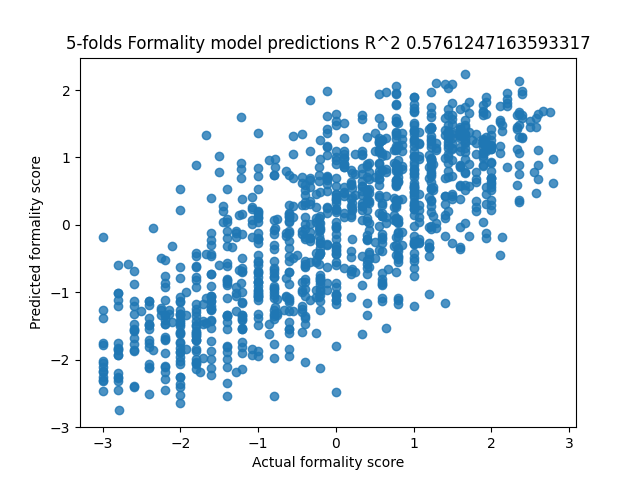 5-folds Formality model predictions R^2 0.5761247163593317
2
1
0
−1
−2
−3
Predicted formality score
−3 −2 −1 0 1 2 3
Actual formality score